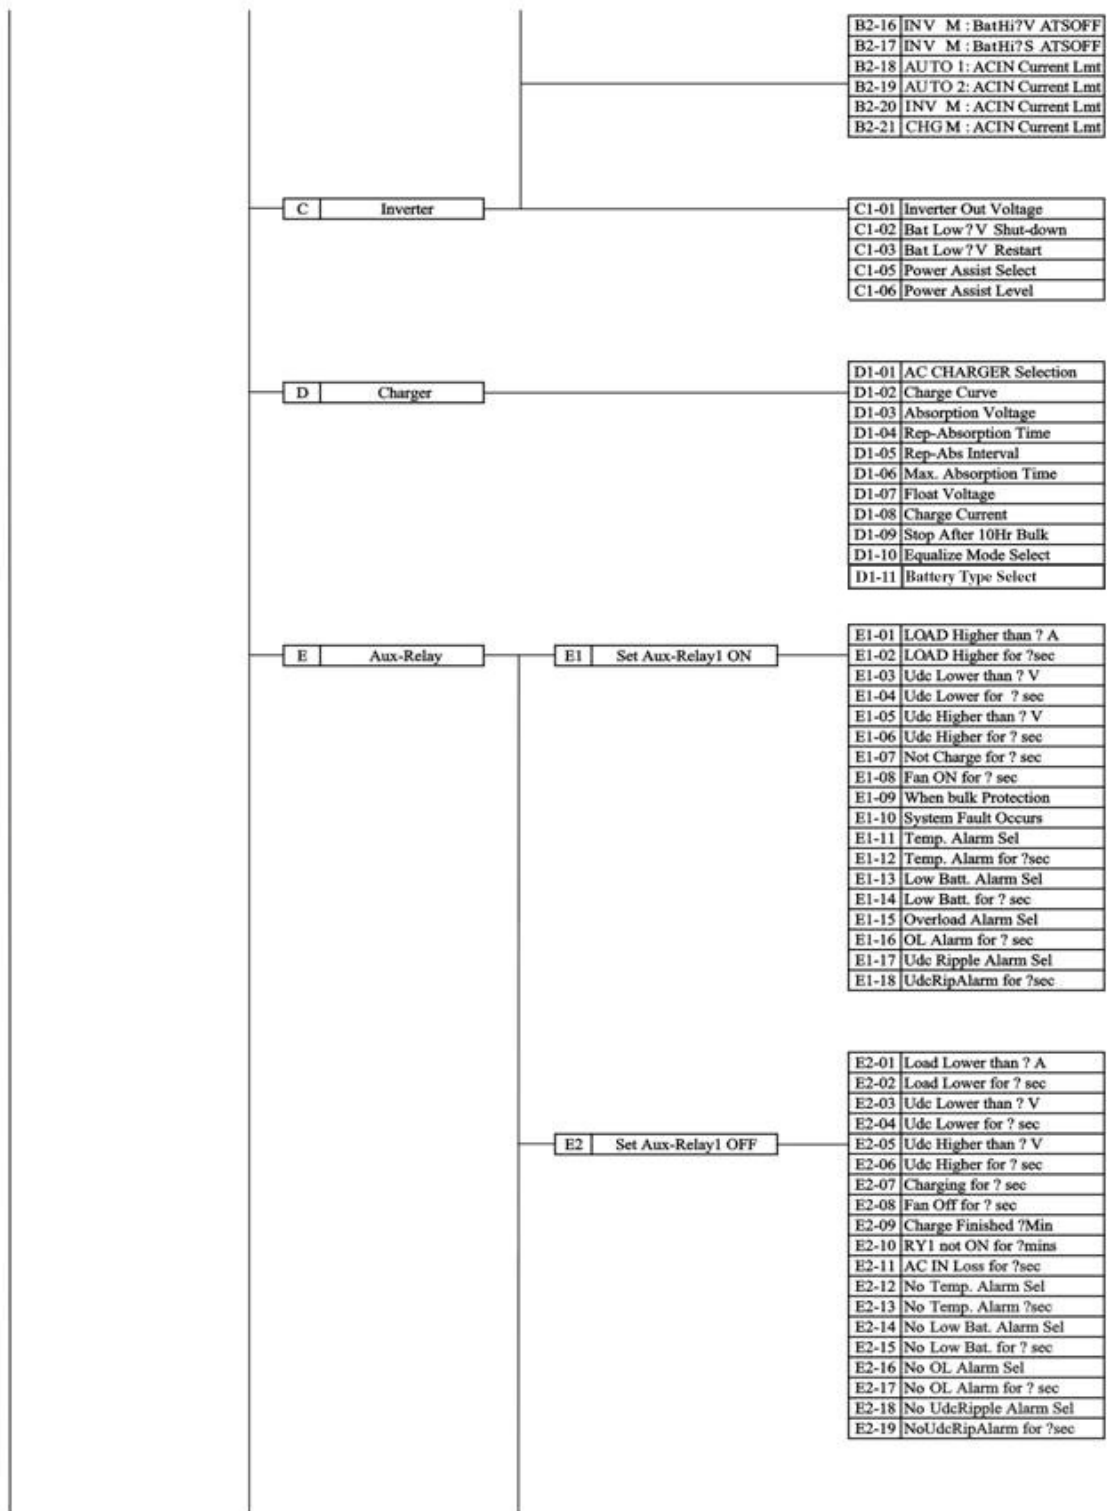 B2-16 INV M : BatHi?V ATSOFF
B2-17 INV M : BatHi?S ATSOFF
B2-18 AUTO 1: ACIN Current Lmt
B2-19 AUTO 2: ACIN Current Lmt
B2-20 INV M : ACIN Current Lmt
B2-21 CHG M : ACIN Current Lmt
C Inverter
C1-01 Inverter Out Voltage
C1-02 Bat Low?V Shut-down
C1-03 Bat Low?V Restart
C1-05 Power Assist Select
C1-06 Power Assist Level
D Charger
D1-01 AC CHARGER Selection
D1-02 Charge Curve
D1-03 Absorption Voltage
D1-04 Rep-Absorption Time
D1-05 Rep-Abs Interval
D1-06 Max. Absorption Time
D1-07 Float Voltage
D1-08 Charge Current
D1-09 Stop After 10Hr Bulk
D1-10 Equalize Mode Select
D1-11 Battery Type Select
E Aux-Relay
E1 Set Aux-Relay1 ON
E1-01 LOAD Higher than ? A
E1-02 LOAD Higher for ?sec
E1-03 Udc Lower than ? V
E1-04 Udc Lower for ? sec
E1-05 Udc Higher than ? V
E1-06 Udc Higher for ? sec
E1-07 Not Charge for ? sec
E1-08 Fan ON for ? sec
E1-09 When bulk Protection
E1-10 System Fault Occurs
E1-11 Temp. Alarm Sel
E1-12 Temp. Alarm for ?sec
E1-13 Low Batt. Alarm Sel
E1-14 Low Batt. for ? sec
E1-15 Overload Alarm Sel
E1-16 OL Alarm for ? sec
E1-17 Udc Ripple Alarm Sel
E1-18 UdcRipAlarm for ?sec
E2 Set Aux-Relay1 OFF
E2-01 Load Lower than ? A
E2-02 Load Lower for ? sec
E2-03 Udc Lower than ? V
E2-04 Udc Lower for ? sec
E2-05 Udc Higher than ? V
E2-06 Udc Higher for ? sec
E2-07 Charging for ? sec
E2-08 Fan Off for ? sec
E2-09 Charge Finished ?Min
E2-10 RY1 not ON for ?mins
E2-11 AC IN Loss for ?sec
E2-12 No Temp. Alarm Sel
E2-13 No Temp. Alarm ?sec
E2-14 No Low Bat. Alarm Sel
E2-15 No Low Bat. for ? sec
E2-16 No OL Alarm Sel
E2-17 No OL Alarm for ? sec
E2-18 No UdcRipple Alarm Sel
E2-19 NoUdcRipAlarm for ?sec